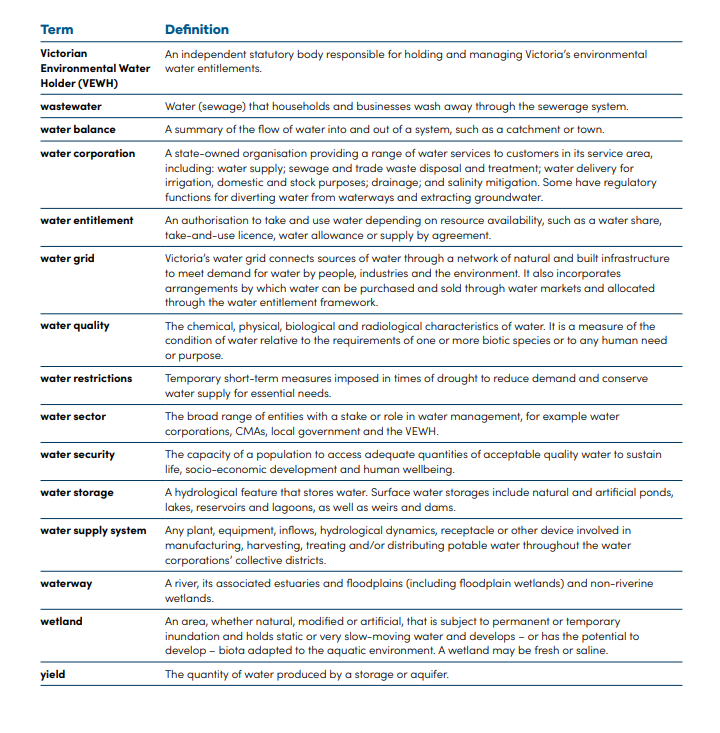 Term Definition
Victorian Environmental Water Holder (VEWH) An independent statutory body responsible for holding and managing Victoria's environmental
water entitlements.
wastewater Water (sewage) that households and businesses wash away through the sewerage system.
water balance A summary of the flow of water into and out of a system, such as a catchment or town.
water corporation A state-owned organisation providing a range of water services to customers in its service area,
including: water supply; sewage and trade waste disposal and treatment; water delivery for
irrigation, domestic and stock purposes; drainage; and salinity mitigation. Some have regulatory
functions for diverting water from waterways and extracting groundwater.
water entitlement An authorisation to take and use water depending on resource availability, such as a water share,
take-and-use licence, water allowance or supply by agreement.
water grid Victoria's water grid connects sources of water through a network of natural and built infrastructure
to meet demand for water by people, industries and the environment. It also incorporates
arrangements by which water can be purchased and sold through water markets and allocated
through the water entitlement framework.
water quality The chemical, physical, biological and radiological characteristics of water. It is a measure of the
condition of water relative to the requirements of one or more biotic species or to any human need
or purpose.
water restrictions Temporary short-term measures imposed in times of drought to reduce demand and conserve
water supply for essential needs.
water sector The broad range of entities with a stake or role in water management, for example water
corporations, CMAs, local government and the VEWH.
water security The capacity of a population to access adequate quantities of acceptable quality water to sustain
life, socio-economic development and human wellbeing.
water storage A hydrological feature that stores water. Surface water storages include natural and artificial ponds,
lakes, reservoirs and lagoons, as well as weirs and dams.
water supply system Any plant, equipment, inflows, hydrological dynamics, receptacle or other device involved in
manufacturing, harvesting, treating and/or distributing potable water throughout the water
corporations' collective districts.
waterway A river, its associated estuaries and floodplains (including floodplain wetlands) and non-riverine
wetlands.
wetland An area, whether natural, modified or artificial, that is subject to permanent or temporary
inundation and holds static or very slow-moving water and develops – or has the potential to
develop – biota adapted to the aquatic environment. A wetland may be fresh or saline.
yield The quantity of water produced by a storage or aquifer.